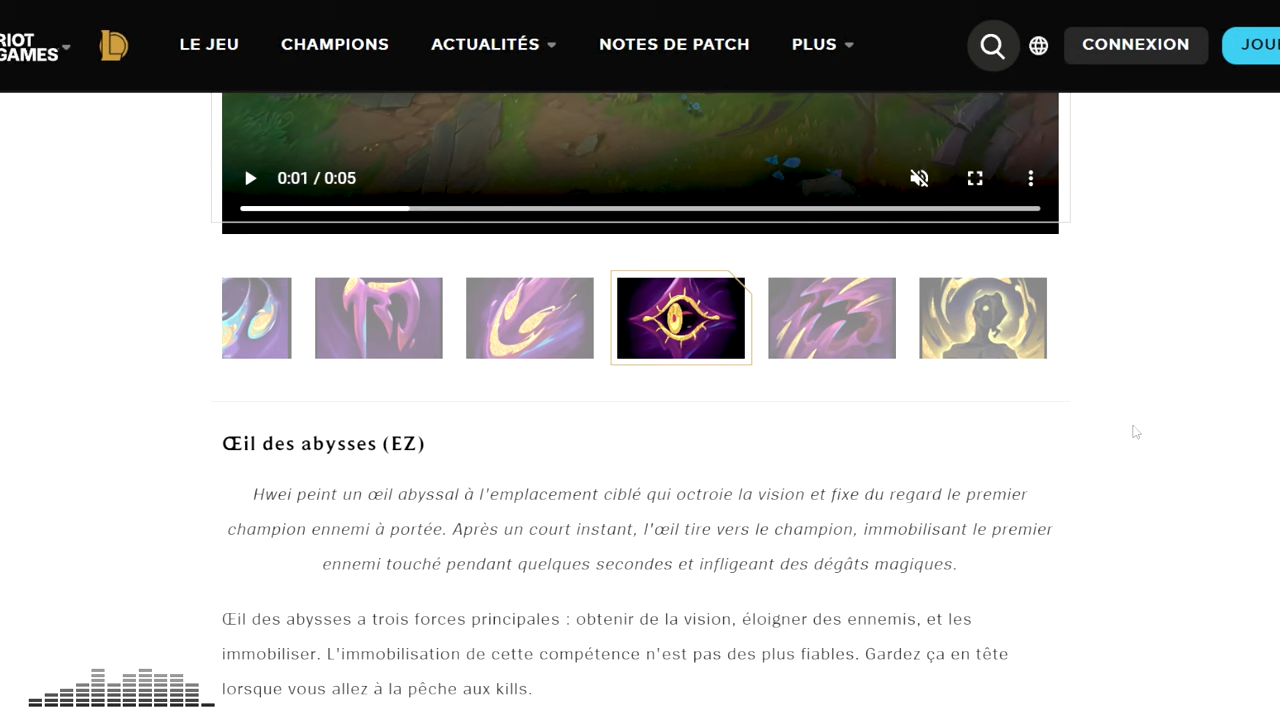 RIOT
GAMES
LE JEU
CHAMPIONS
ACTUALITÉS
NOTES DE PATCH
PLUS
CONNEXION
JOU
0:01 / 0:05
Œil des abysses (EZ)
Hwei peint un œil abyssal à l'emplacement ciblé qui octroie la vision et fixe du regard le premier
champion ennemi à portée. Après un court instant, l'œil tire vers le champion, immobilisant le premier
ennemi touché pendant quelques secondes et infligeant des dégâts magiques.
Œil des abysses a trois forces principales : obtenir de la vision, éloigner des ennemis, et les
immobiliser. L'immobilisation de cette compétence n'est pas des plus fiables. Gardez ça en tête
lorsque vous allez à la pêche aux kills.